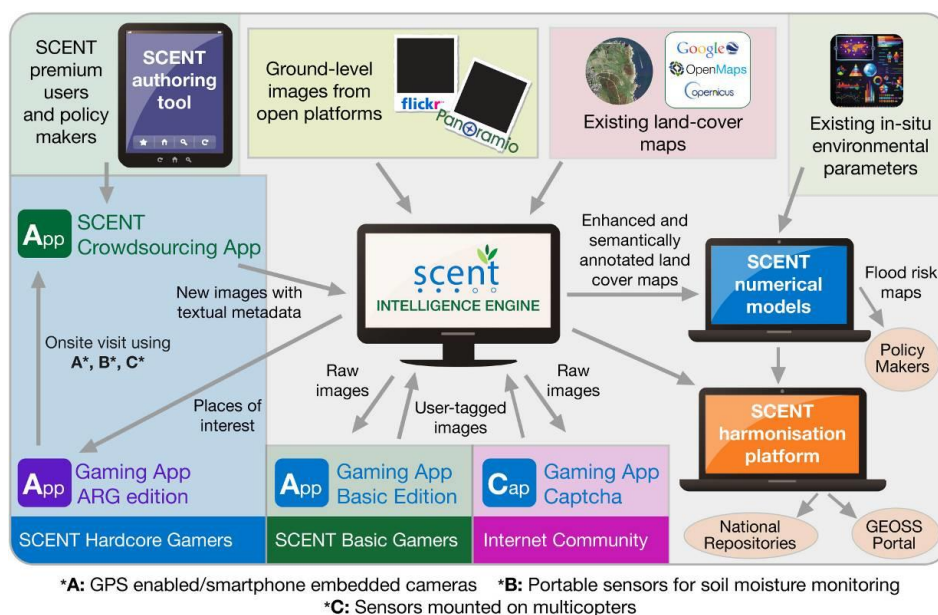 SCENT
premium
users
and policy
makers
SCENT
authoring
tool
Ground-level
images from
open platforms
flickr
Panoramio
Google
OpenMaps
Copernicus
Existing land-cover
maps
Existing in-situ
environmental
parameters
App
SCENT
Crowdsourcing App
New images with
textual metadata
scent
INTELLIGENCE ENGINE
Enhanced and
semantically
annotated land
cover maps
SCENT
numerical
models
Flood risk
maps
Policy
Makers
Onsite visit using
A*, B*, C*
Places of
interest
Raw
images
User-tagged
images
Raw
images
SCENT
harmonisation
platform
App
Gaming App
ARG edition
App
Gaming App
Basic Edition
Cap
Gaming App
Captcha
SCENT Hardcore Gamers
SCENT Basic Gamers
Internet Community
National
Repositories
GEOSS
Portal
*A: GPS enabled/smartphone embedded cameras *B: Portable sensors for soil moisture monitoring
*C: Sensors mounted on multicopters